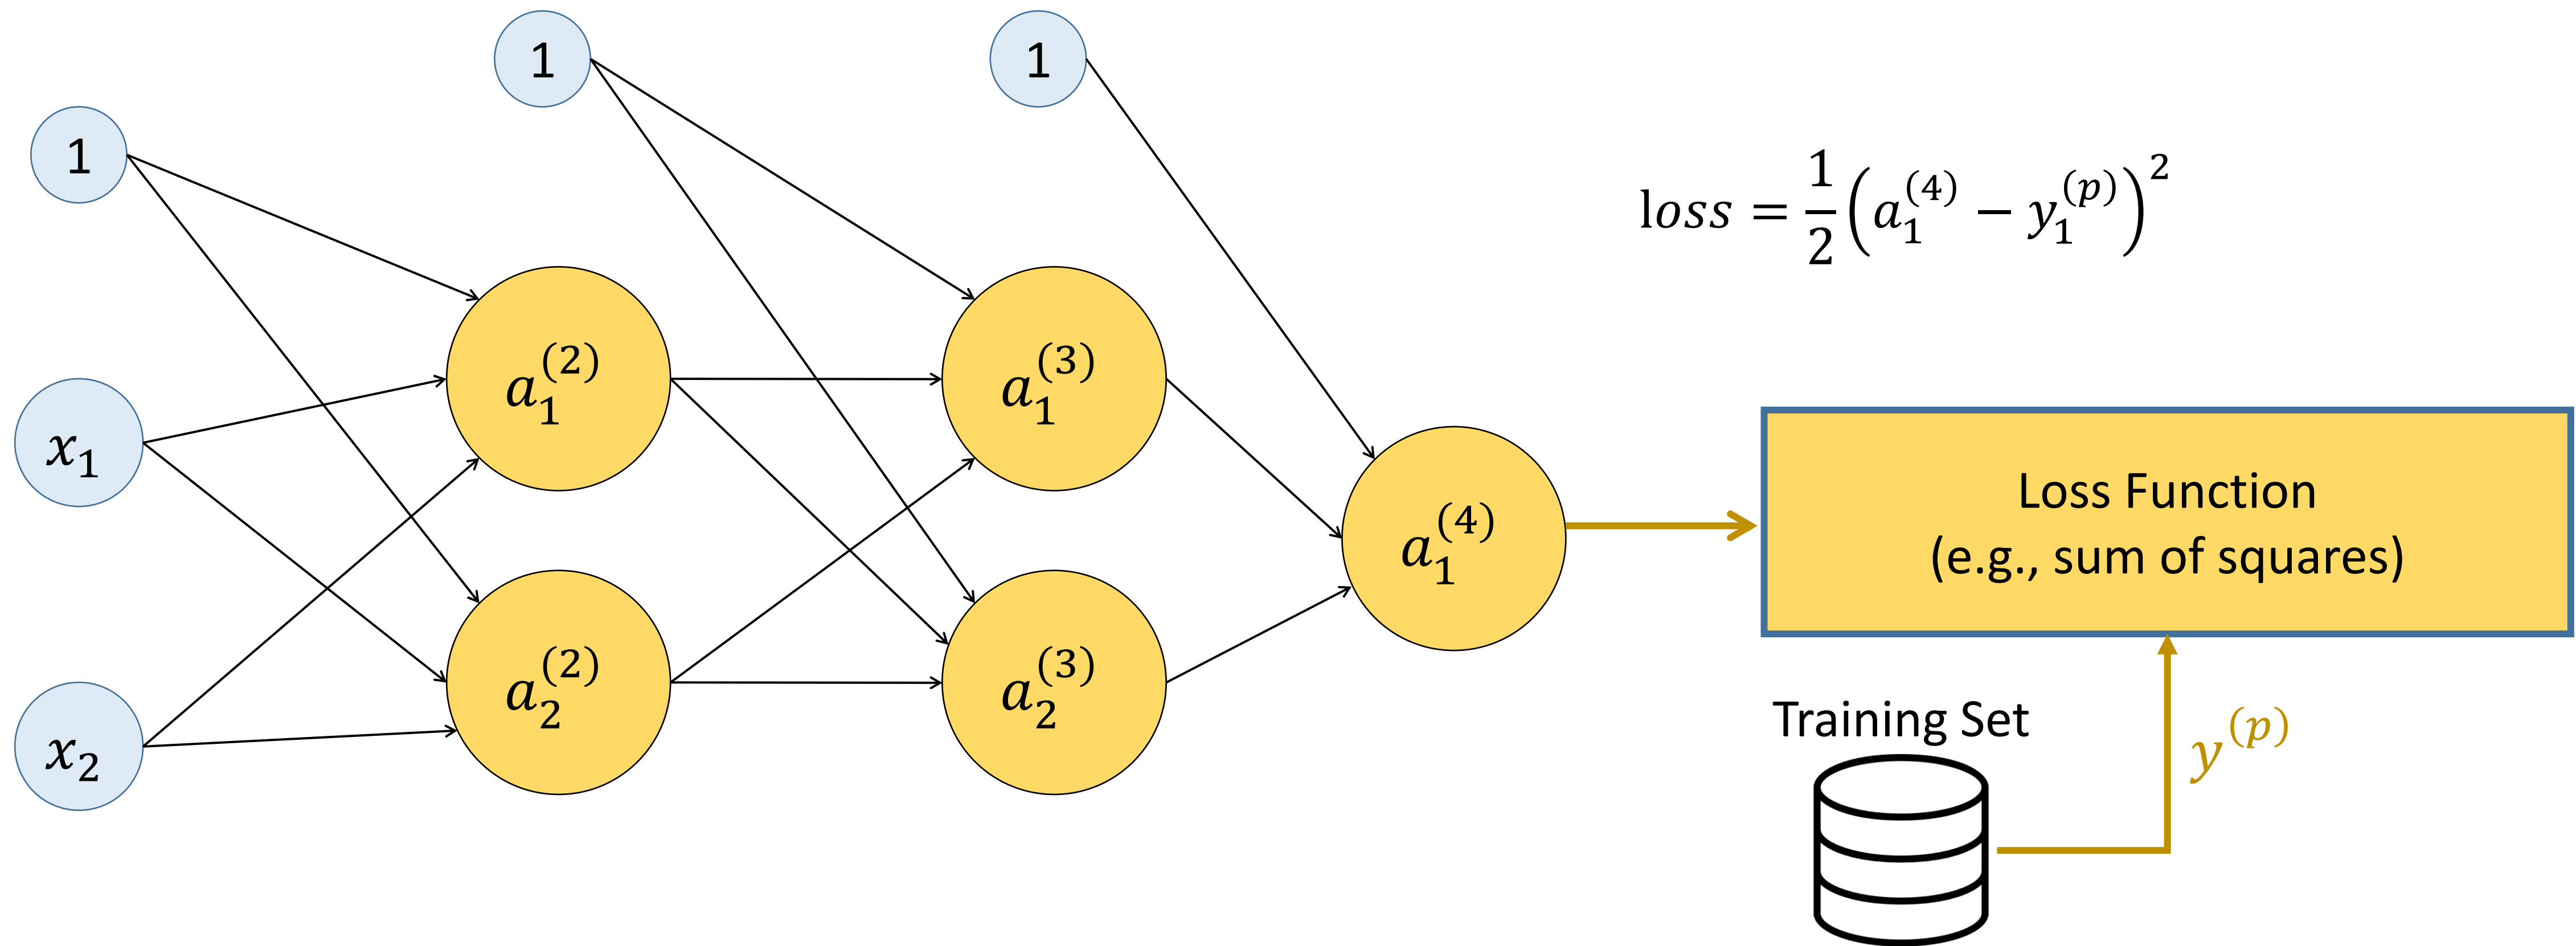 1
1
1
x₁
x₂
a₁⁽²⁾
a₂⁽²⁾
a₁⁽³⁾
a₂⁽³⁾
a₁⁽⁴⁾
loss = 1/2 (a₁⁽⁴⁾ − y₁⁽ᵖ⁾)²
Loss Function
(e.g., sum of squares)
Training Set
y⁽ᵖ⁾